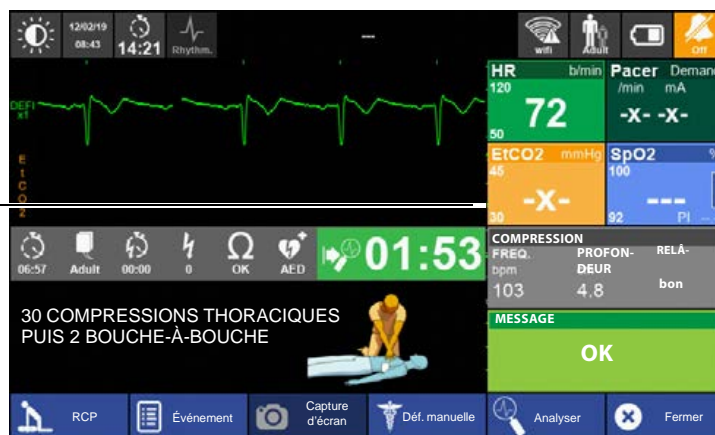 12/02/19
08:43
14:21
Rhythm.
---
wifi
Adult
Off
DEFI
x1
EtCO2
HR b/min
120
72
50
Pacer Demand
/min mA
-X- -X-
EtCO2 mmHg
45
-X-
30
SpO2 %
100
---
92 PI --.-
06:57
Adult
00:00
0
Ω
OK
AED
01:53
COMPRESSION
FREQ. PROFON- RELÂ-
bpm DEUR
103 4.8 bon
30 COMPRESSIONS THORACIQUES
PUIS 2 BOUCHE-À-BOUCHE
MESSAGE
OK
RCP
Événement
Capture
d'écran
Déf. manuelle
Analyser
Fermer